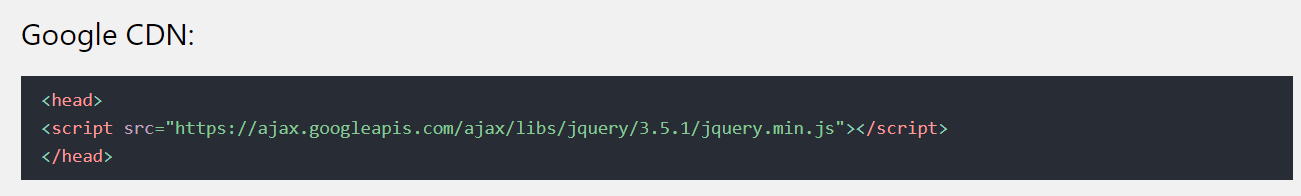 Google CDN:
<head>
<script src="https://ajax.googleapis.com/ajax/libs/jquery/3.5.1/jquery.min.js"></script>
</head>